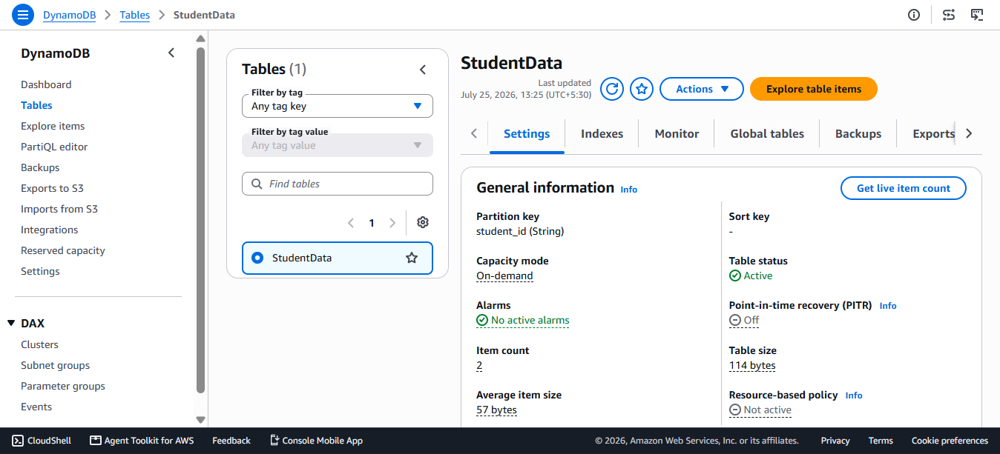 DynamoDB > Tables > StudentData
DynamoDB
Dashboard
Tables
Explore items
PartiQL editor
Backups
Exports to S3
Imports from S3
Integrations
Reserved capacity
Settings
DAX
Clusters
Subnet groups
Parameter groups
Events
Tables (1)
Filter by tag
Any tag key
Filter by tag value
Any tag value
Find tables
1
StudentData
StudentData
Last updated
July 25, 2026, 13:25 (UTC+5:30)
Actions
Explore table items
Settings Indexes Monitor Global tables Backups Exports
General information Info
Get live item count
Partition key
student_id (String)
Sort key
-
Capacity mode
On-demand
Table status
Active
Alarms
No active alarms
Point-in-time recovery (PITR) Info
Off
Item count
2
Table size
114 bytes
Average item size
57 bytes
Resource-based policy Info
Not active
CloudShell Agent Toolkit for AWS Feedback Console Mobile App © 2026, Amazon Web Services, Inc. or its affiliates. Privacy Terms Cookie preferences